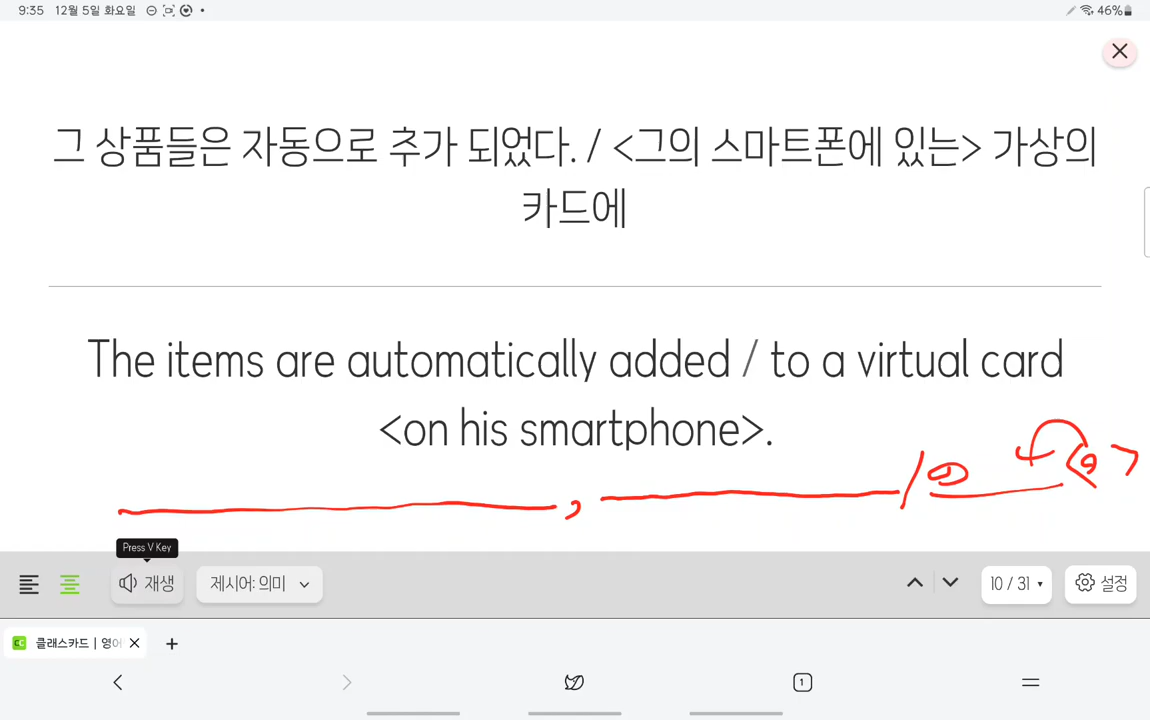 9:35 12월 5일 화요일
46%
그 상품들은 자동으로 추가 되었다. / <그의 스마트폰에 있는> 가상의
카드에
The items are automatically added / to a virtual card
<on his smartphone>.
Press V Key
재생
제시어: 의미
10 / 31
설정
클래스카드 | 영어
1